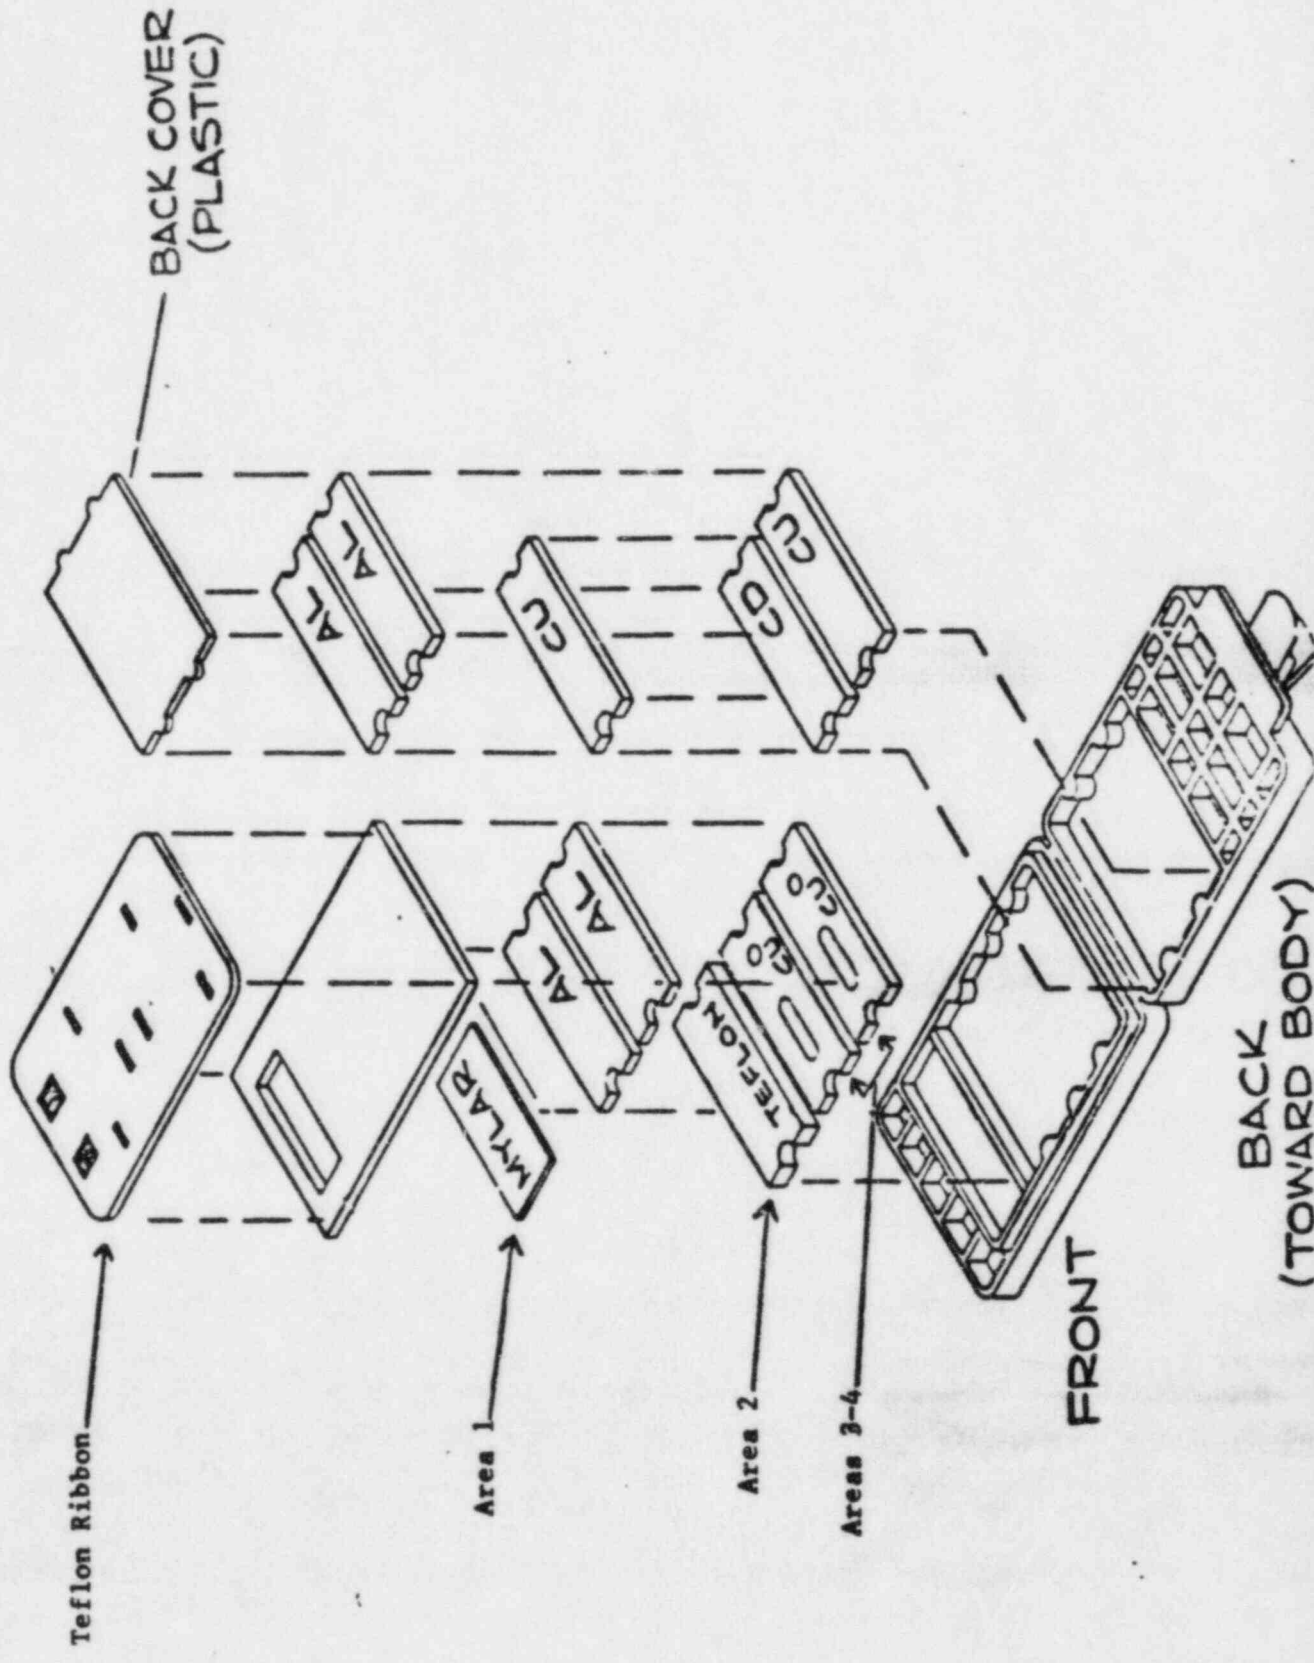 Teflon Ribbon
BACK COVER
(PLASTIC)
AL
AL
CU
CD
CU
Area 1
MYLAR
AL
AL
Area 2
TEFLON
CU
CU
Areas 3-4
FRONT
BACK
(TOWARD BODY)